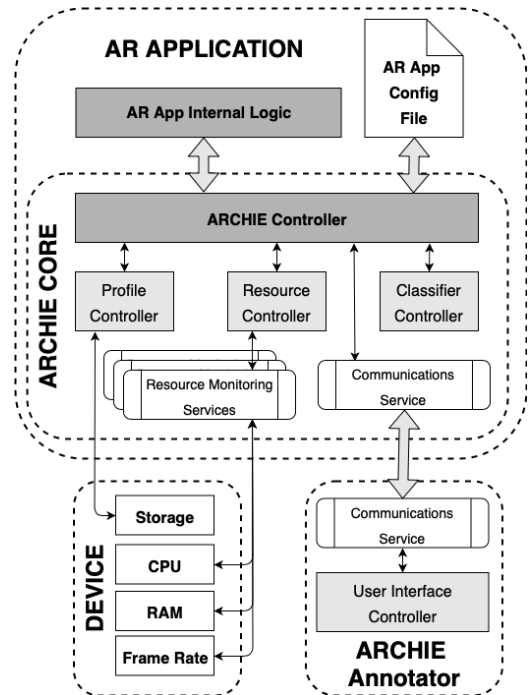 AR APPLICATION
AR App
Config
File
AR App Internal Logic
ARCHIE CORE
ARCHIE Controller
Profile
Controller
Resource
Controller
Classifier
Controller
Resource Monitoring
Services
Communications
Service
DEVICE
Storage
CPU
RAM
Frame Rate
Communications
Service
User Interface
Controller
ARCHIE
Annotator